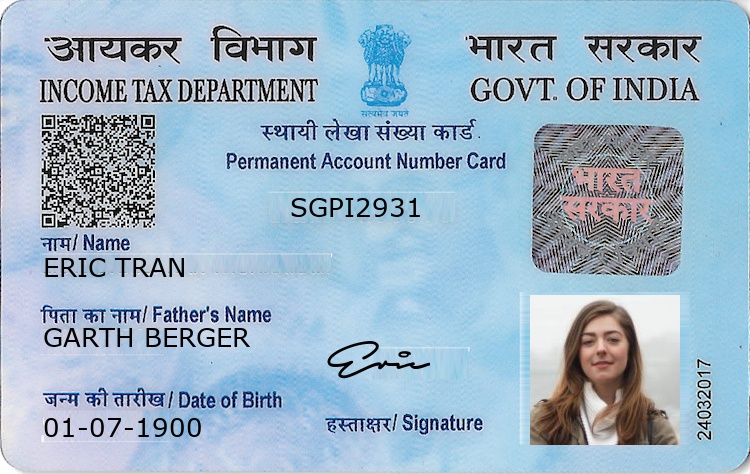 आयकर विभाग
भारत सरकार
INCOME TAX DEPARTMENT
GOVT. OF INDIA
सत्यमेव जयते
स्थायी लेखा संख्या कार्ड
Permanent Account Number Card
SGPI2931
भारत
सरकार
नाम/ Name
ERIC TRAN
पिता का नाम/ Father's Name
GARTH BERGER
Eric
जन्म की तारीख/ Date of Birth
01-07-1900
हस्ताक्षर/ Signature
24032017